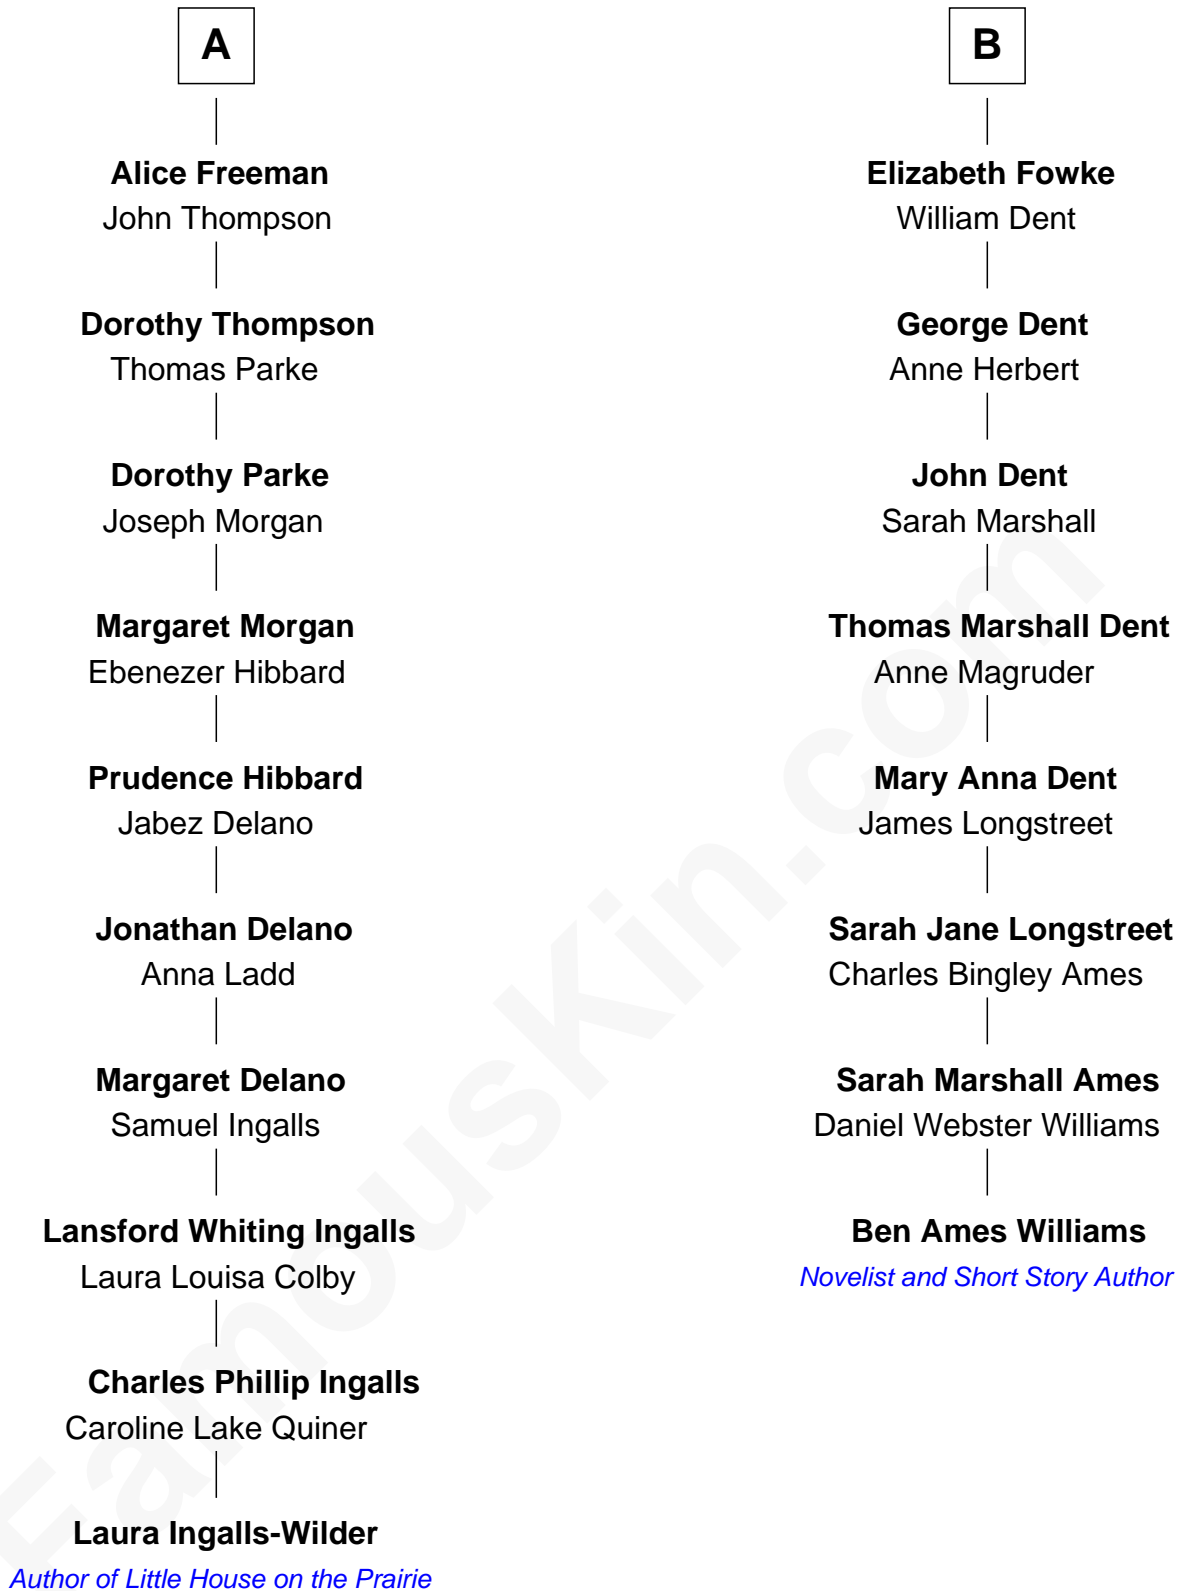 A
Alice Freeman
John Thompson
Dorothy Thompson
Thomas Parke
Dorothy Parke
Joseph Morgan
Margaret Morgan
Ebenezer Hibbard
Prudence Hibbard
Jabez Delano
Jonathan Delano
Anna Ladd
Margaret Delano
Samuel Ingalls
Lansford Whiting Ingalls
Laura Louisa Colby
Charles Phillip Ingalls
Caroline Lake Quiner
Laura Ingalls-Wilder
Author of Little House on the Prairie
B
Elizabeth Fowke
William Dent
George Dent
Anne Herbert
John Dent
Sarah Marshall
Thomas Marshall Dent
Anne Magruder
Mary Anna Dent
James Longstreet
Sarah Jane Longstreet
Charles Bingley Ames
Sarah Marshall Ames
Daniel Webster Williams
Ben Ames Williams
Novelist and Short Story Author
FamousKin.com